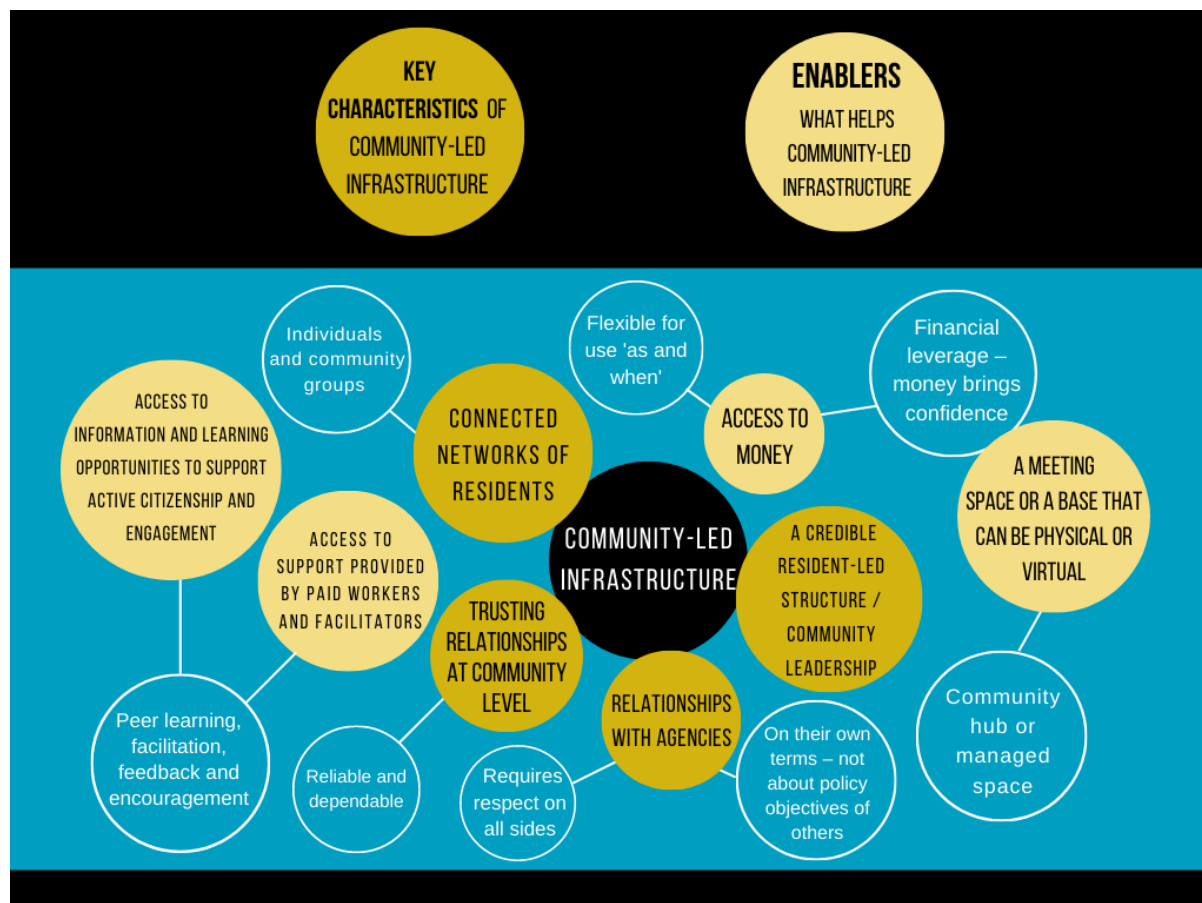 KEY
CHARACTERISTICS OF
COMMUNITY-LED
INFRASTRUCTURE
ENABLERS
WHAT HELPS
COMMUNITY-LED
INFRASTRUCTURE
Individuals
and community
groups
Flexible for
use 'as and
when'
Financial
leverage –
money brings
confidence
ACCESS TO
INFORMATION AND LEARNING
OPPORTUNITIES TO SUPPORT
ACTIVE CITIZENSHIP AND
ENGAGEMENT
CONNECTED
NETWORKS OF
RESIDENTS
ACCESS TO
MONEY
A MEETING
SPACE OR A BASE THAT
CAN BE PHYSICAL OR
VIRTUAL
ACCESS TO
SUPPORT PROVIDED
BY PAID WORKERS
AND FACILITATORS
COMMUNITY-LED
INFRASTRUCTURE
A CREDIBLE
RESIDENT-LED
STRUCTURE /
COMMUNITY
LEADERSHIP
TRUSTING
RELATIONSHIPS
AT COMMUNITY
LEVEL
RELATIONSHIPS
WITH AGENCIES
Peer learning,
facilitation,
feedback and
encouragement
Reliable and
dependable
Requires
respect on
all sides
On their own
terms – not
about policy
objectives of
others
Community
hub or
managed
space